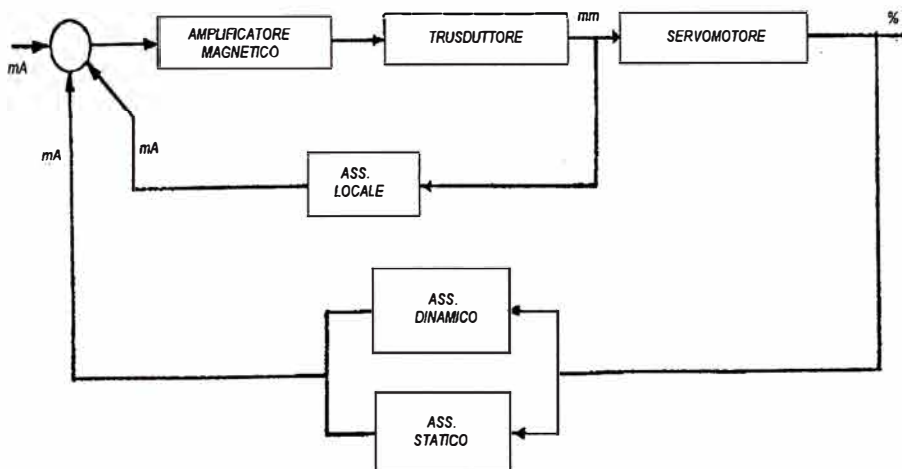 mm
%
AMPLIFICATORE
MAGNETICO
TRUSDUTTORE
SERVOMOTORE
mA
mA
mA
ASS.
LOCALE
ASS.
DINAMICO
ASS.
STATICO